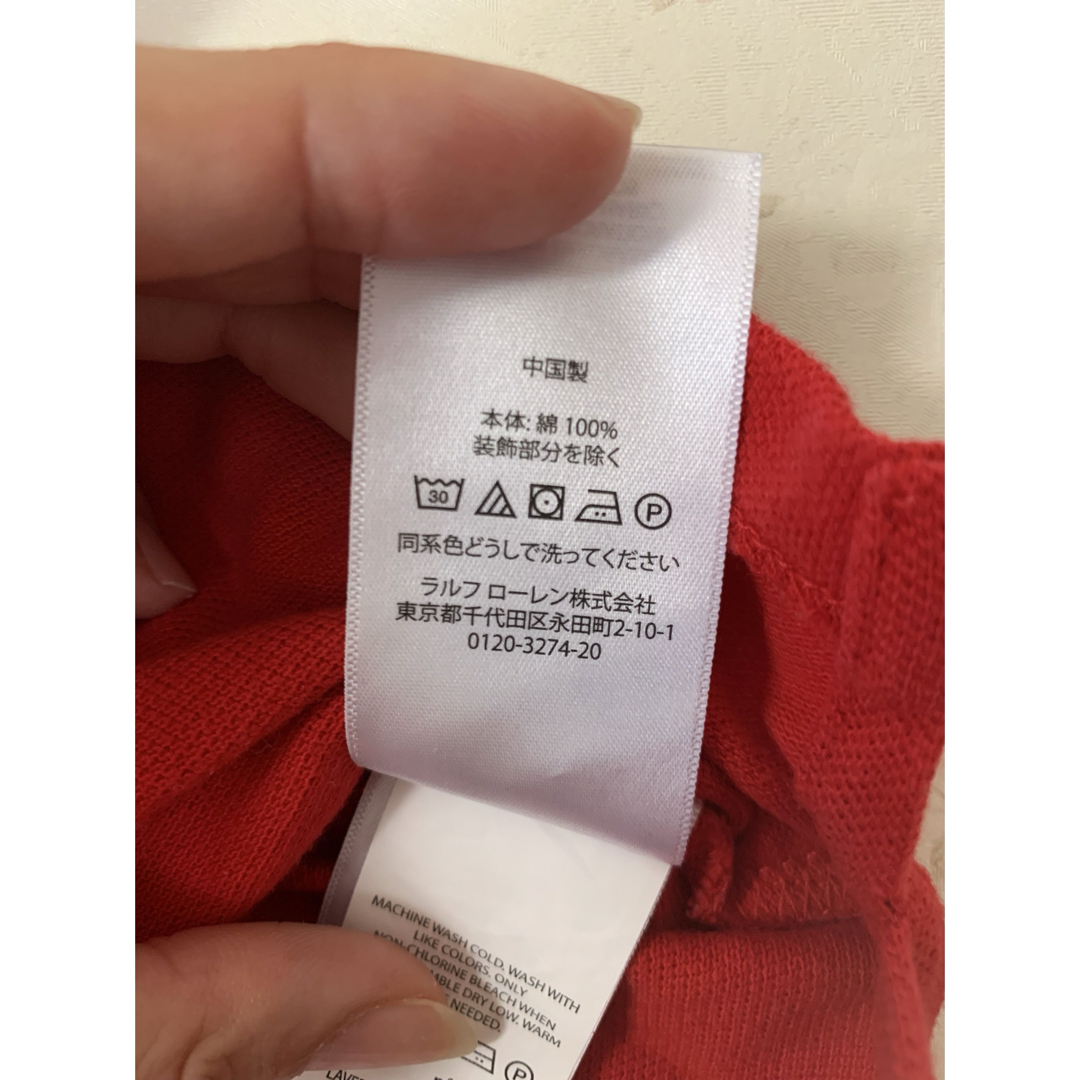 中国製
本体: 綿 100%
装飾部分を除く
30 P
同系色どうしで洗ってください
ラルフ ローレン株式会社
東京都千代田区永田町2-10-1
0120-3274-20
MACHINE WASH COLD. WASH WITH
LIKE COLORS. ONLY
NON-CHLORINE BLEACH WHEN
DRY LOW. WARM
NEEDED.
P